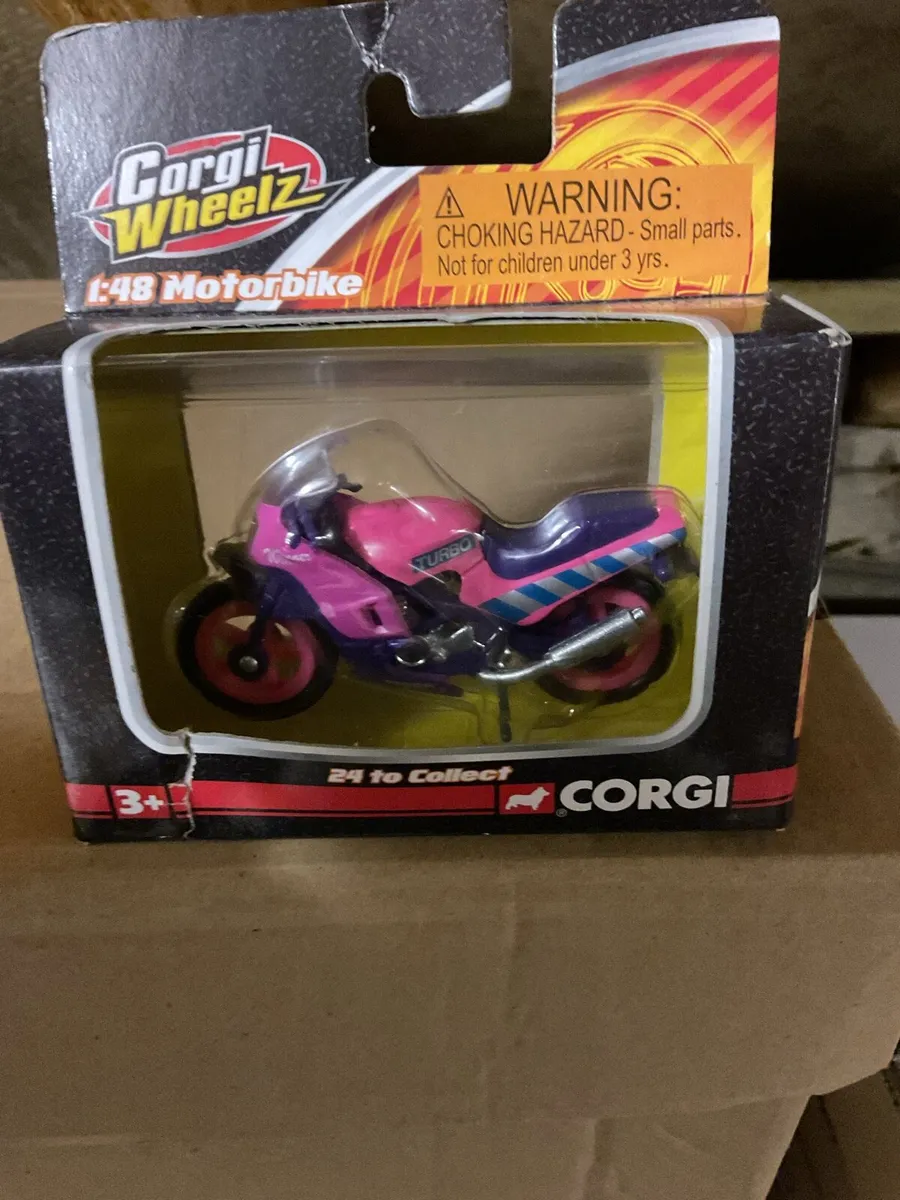 Corgi
Wheelz
1:48 Motorbike
WARNING:
CHOKING HAZARD - Small parts.
Not for children under 3 yrs.
TURBO
24 to Collect
3+
CORGI